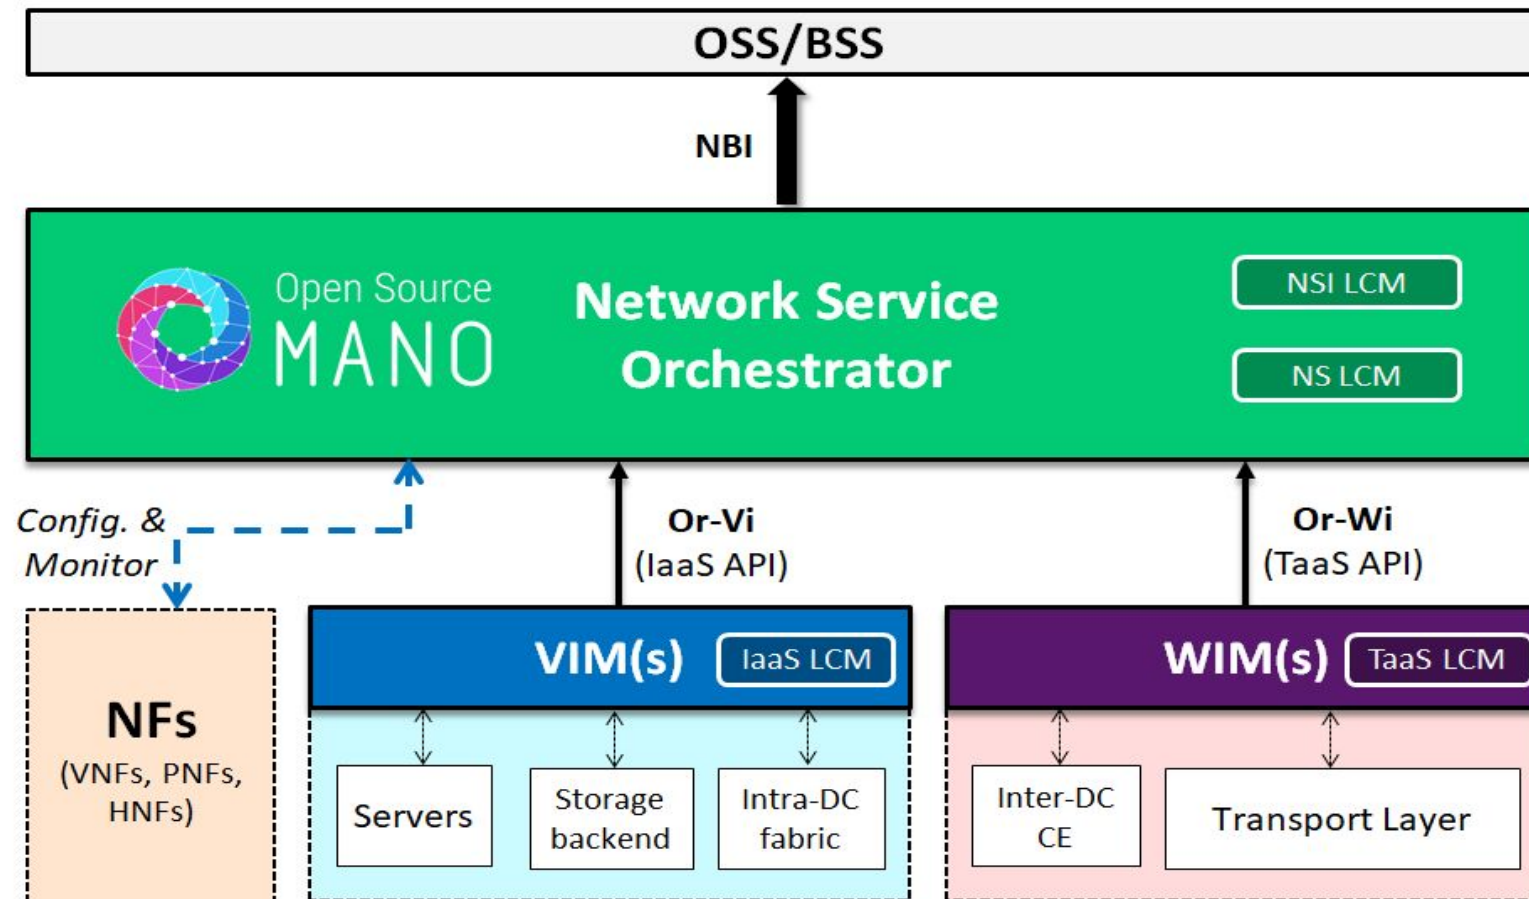 OSS/BSS
NBI
Open Source
MANO
Network Service
Orchestrator
NSI LCM
NS LCM
Config. &
Monitor
Or-Vi
(IaaS API)
Or-Wi
(TaaS API)
NFs
(VNFs, PNFs,
HNFs)
VIM(s)
IaaS LCM
Servers
Storage
backend
Intra-DC
fabric
WIM(s)
TaaS LCM
Inter-DC
CE
Transport Layer